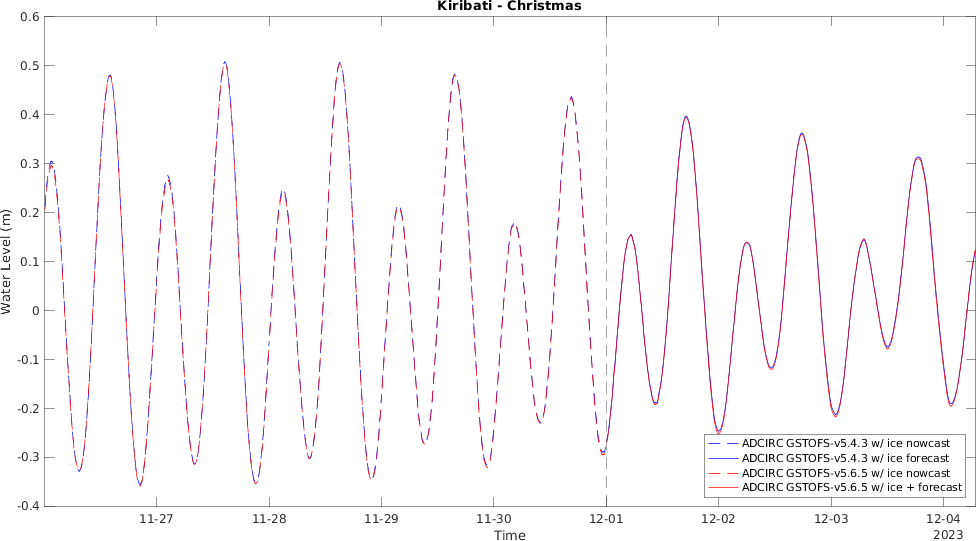 Kiribati - Christmas
0.6
0.5
0.4
0.3
0.2
0.1
0
-0.1
-0.2
-0.3
-0.4
Water Level (m)
ADCIRC GSTOFS-v5.4.3 w/ ice nowcast
ADCIRC GSTOFS-v5.4.3 w/ ice forecast
ADCIRC GSTOFS-v5.6.5 w/ ice nowcast
ADCIRC GSTOFS-v5.6.5 w/ ice + forecast
11-27
11-28
11-29
11-30
12-01
12-02
12-03
12-04
Time
2023